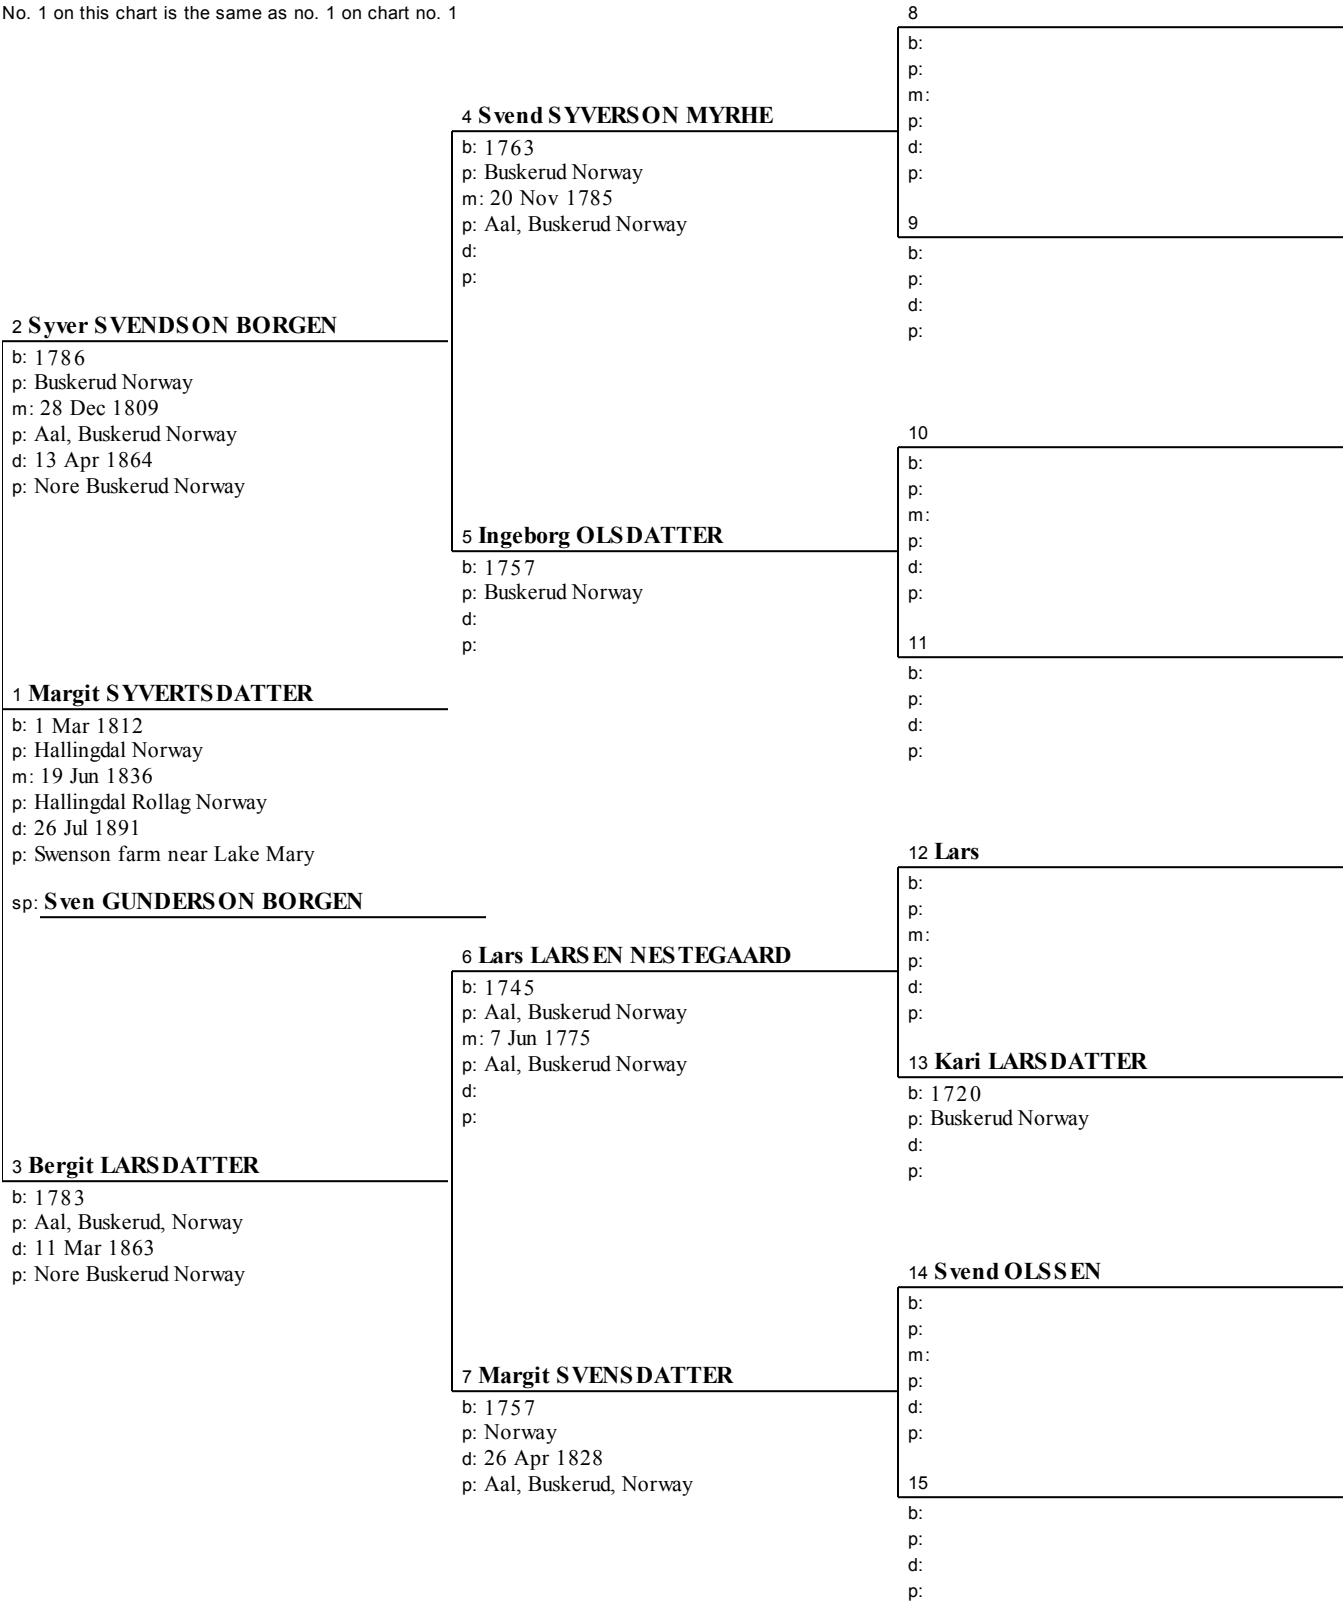 No. 1 on this chart is the same as no. 1 on chart no. 1
8
b:
p:
m:
p:
d:
p:
4 Svend SYVERSON MYRHE
b: 1763
p: Buskerud Norway
m: 20 Nov 1785
p: Aal, Buskerud Norway
d:
p:
9
b:
p:
d:
p:
2 Syver SVENDSON BORGEN
b: 1786
p: Buskerud Norway
m: 28 Dec 1809
p: Aal, Buskerud Norway
d: 13 Apr 1864
p: Nore Buskerud Norway
10
b:
p:
m:
p:
d:
p:
5 Ingeborg OLSDATTER
b: 1757
p: Buskerud Norway
d:
p:
11
b:
p:
d:
p:
1 Margit SYVERTSDATTER
b: 1 Mar 1812
p: Hallingdal Norway
m: 19 Jun 1836
p: Hallingdal Rollag Norway
d: 26 Jul 1891
p: Swenson farm near Lake Mary
sp: Sven GUNDERSON BORGEN
12 Lars
b:
p:
m:
p:
d:
p:
6 Lars LARSEN NESTEGAARD
b: 1745
p: Aal, Buskerud Norway
m: 7 Jun 1775
p: Aal, Buskerud Norway
d:
p:
13 Kari LARSDATTER
b: 1720
p: Buskerud Norway
d:
p:
3 Bergit LARSDATTER
b: 1783
p: Aal, Buskerud, Norway
d: 11 Mar 1863
p: Nore Buskerud Norway
14 Svend OLSSEN
b:
p:
m:
p:
d:
p:
7 Margit SVENSDATTER
b: 1757
p: Norway
d: 26 Apr 1828
p: Aal, Buskerud, Norway
15
b:
p:
d:
p: